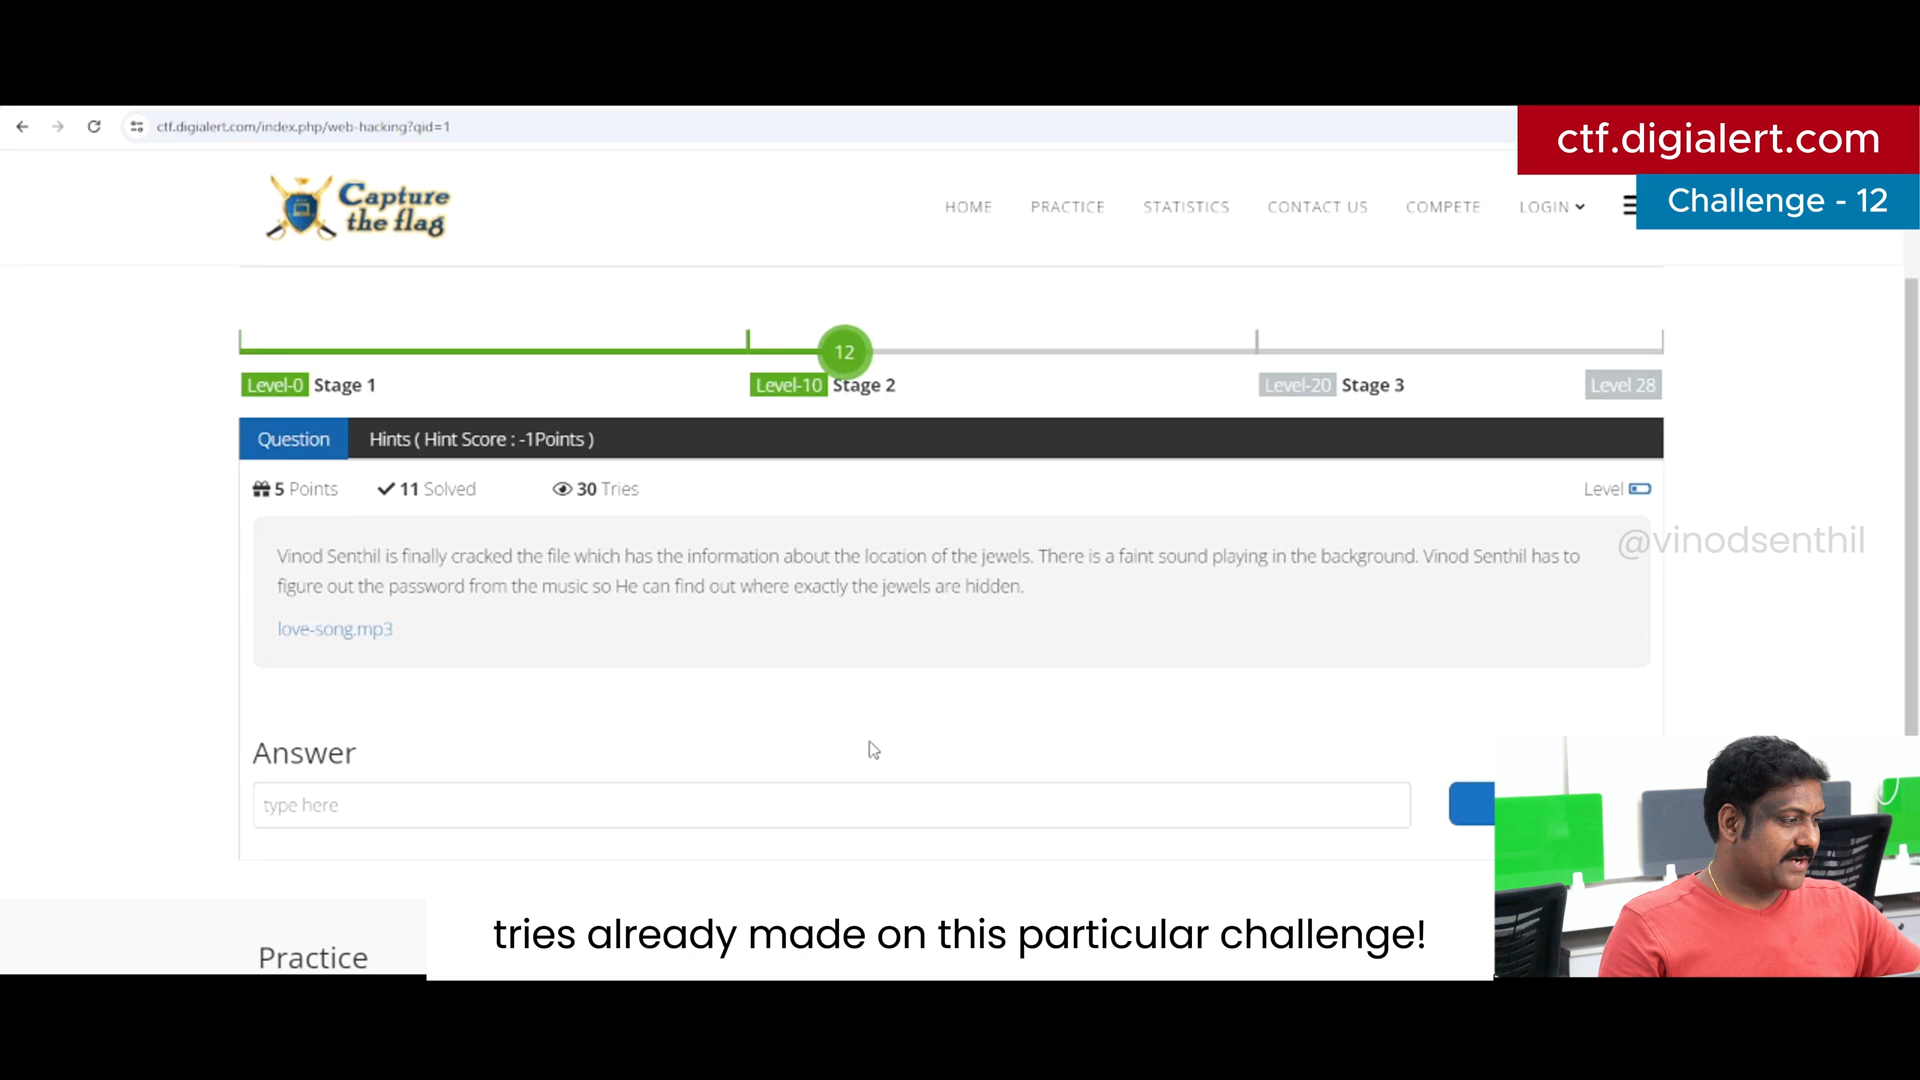 ctf.digialert.com/index.php/web-hacking?qid=1
ctf.digialert.com
Challenge - 12
Capture
the flag
HOME PRACTICE STATISTICS CONTACT US COMPETE LOGIN
12
Level-0 Stage 1 Level-10 Stage 2 Level-20 Stage 3 Level 28
Question Hints ( Hint Score : -1Points )
5 Points 11 Solved 30 Tries Level
@vinodsenthil
Vinod Senthil is finally cracked the file which has the information about the location of the jewels. There is a faint sound playing in the background. Vinod Senthil has to
figure out the password from the music so He can find out where exactly the jewels are hidden.
love-song.mp3
Answer
type here
tries already made on this particular challenge!
Practice